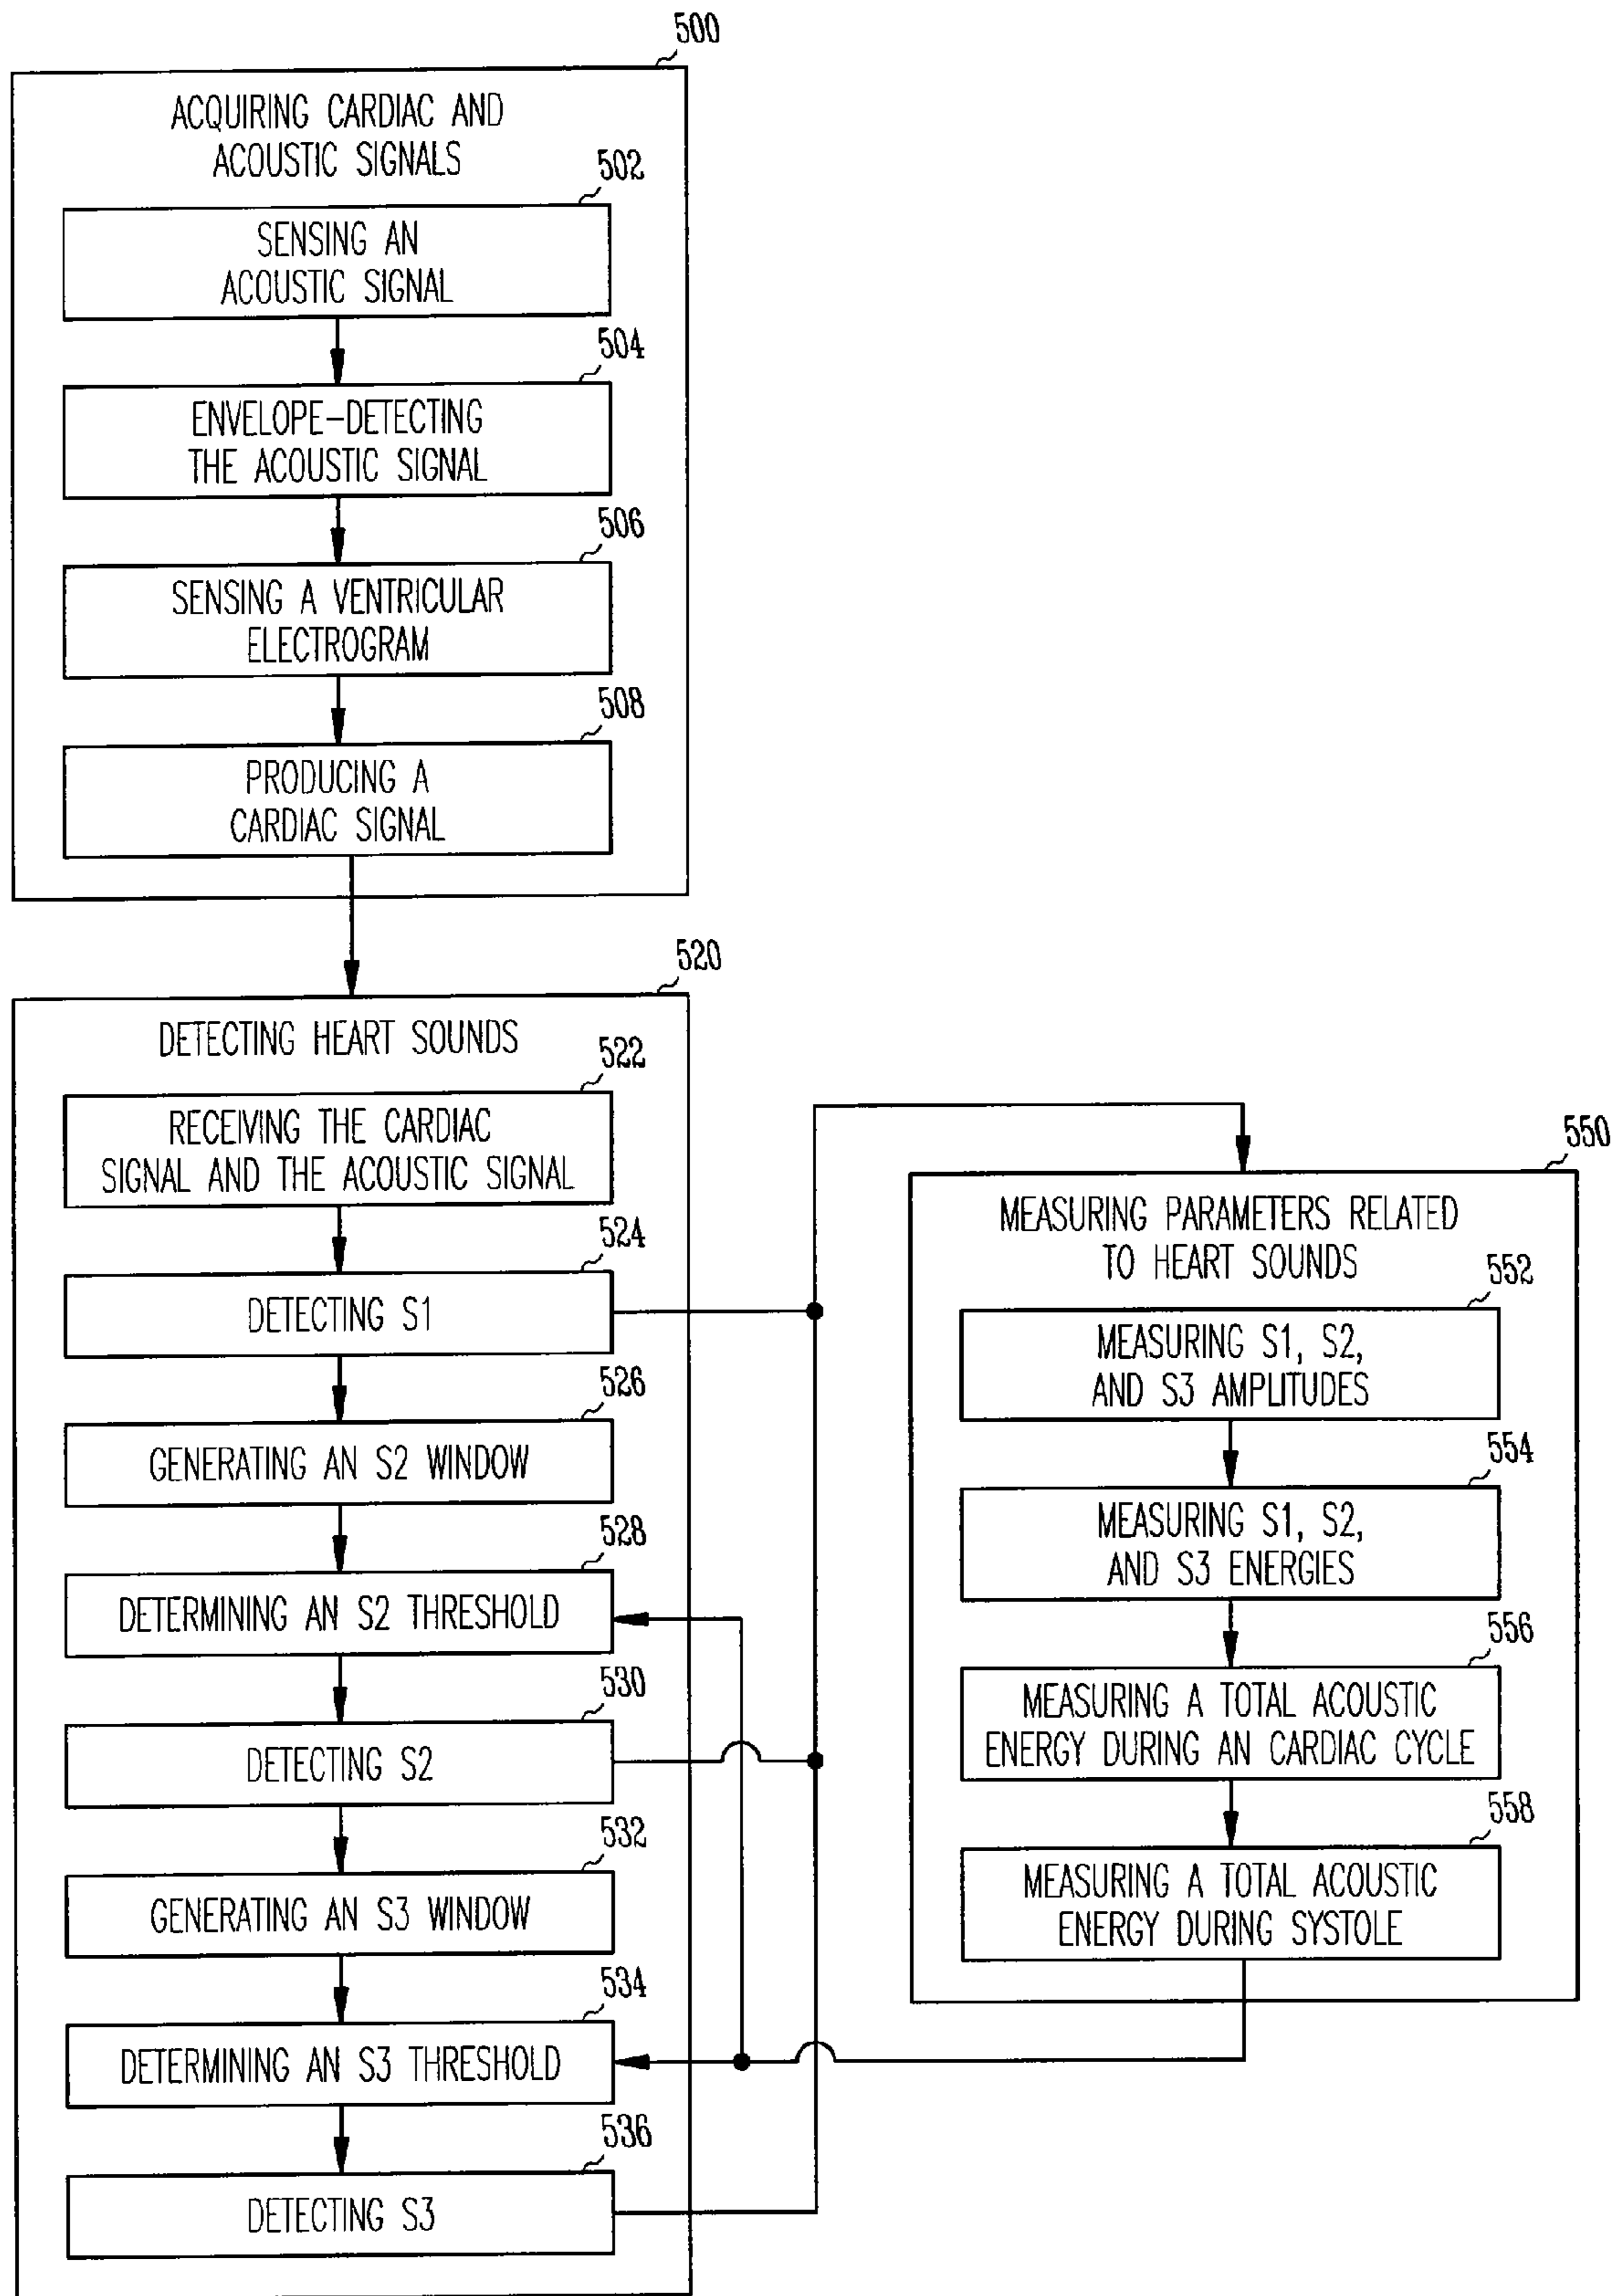 500
ACQUIRING CARDIAC AND
ACOUSTIC SIGNALS
502
SENSING AN
ACOUSTIC SIGNAL
504
ENVELOPE-DETECTING
THE ACOUSTIC SIGNAL
506
SENSING A VENTRICULAR
ELECTROGRAM
508
PRODUCING A
CARDIAC SIGNAL
520
DETECTING HEART SOUNDS
522
RECEIVING THE CARDIAC
SIGNAL AND THE ACOUSTIC SIGNAL
524
DETECTING S1
526
GENERATING AN S2 WINDOW
528
DETERMINING AN S2 THRESHOLD
530
DETECTING S2
532
GENERATING AN S3 WINDOW
534
DETERMINING AN S3 THRESHOLD
536
DETECTING S3
550
MEASURING PARAMETERS RELATED
TO HEART SOUNDS
552
MEASURING S1, S2,
AND S3 AMPLITUDES
554
MEASURING S1, S2,
AND S3 ENERGIES
556
MEASURING A TOTAL ACOUSTIC
ENERGY DURING AN CARDIAC CYCLE
558
MEASURING A TOTAL ACOUSTIC
ENERGY DURING SYSTOLE